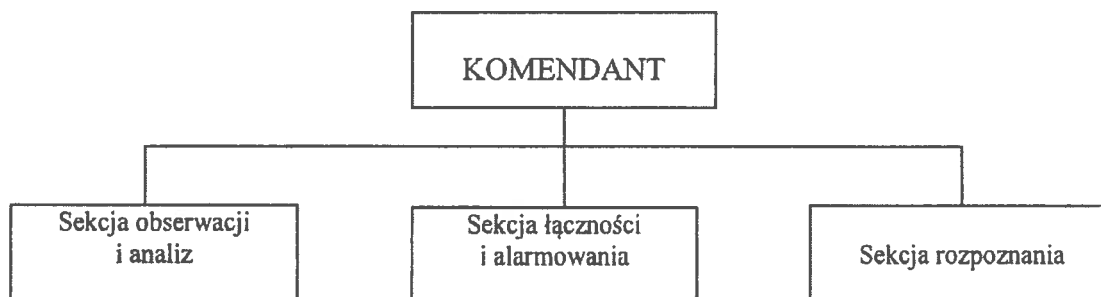 KOMENDANT
Sekcja obserwacji
i analiz
Sekcja łączności
i alarmowania
Sekcja rozpoznania